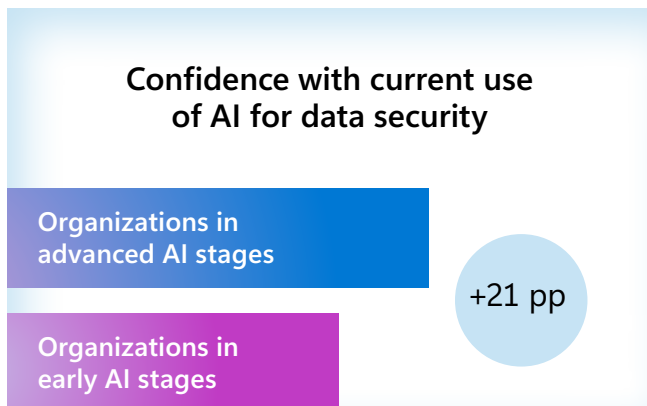 Confidence with current use
of AI for data security
Organizations in
advanced AI stages
+21 pp
Organizations in
early AI stages